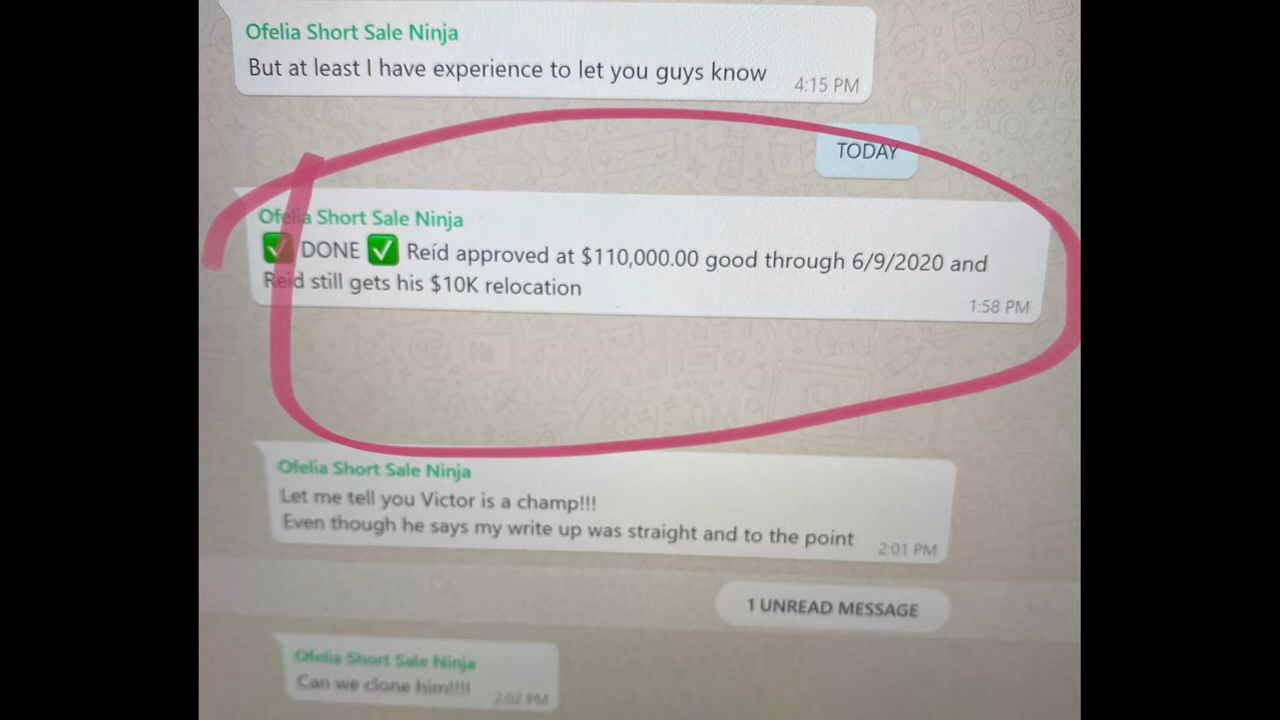 Ofelia Short Sale Ninja
But at least I have experience to let you guys know
4:15 PM
TODAY
Ofelia Short Sale Ninja
✅ DONE ✅ Reíd approved at $110,000.00 good through 6/9/2020 and
Reid still gets his $10K relocation
1:58 PM
Ofelia Short Sale Ninja
Let me tell you Victor is a champ!!!
Even though he says my write up was straight and to the point
2:01 PM
1 UNREAD MESSAGE
Ofelia Short Sale Ninja
Can we clone him!!!!
2:02 PM